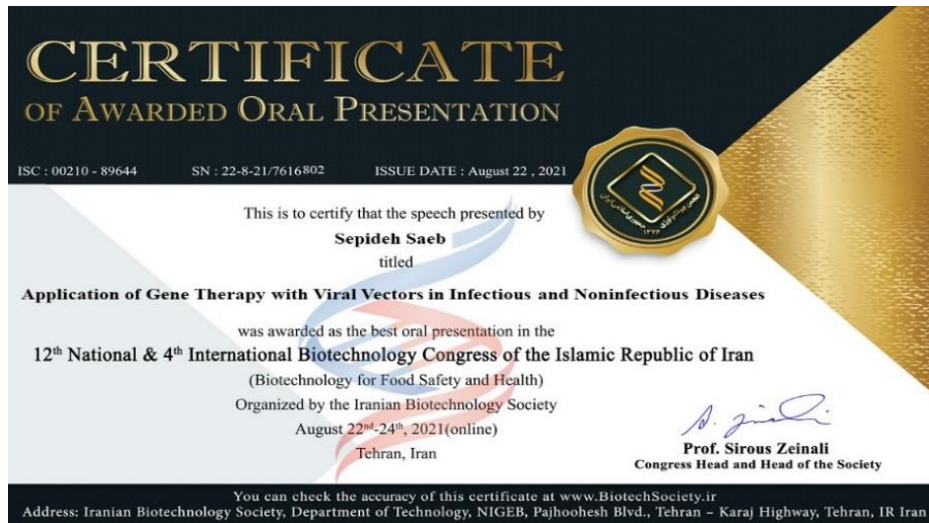 CERTIFICATE
OF AWARDED ORAL PRESENTATION
ISC : 00210 - 89644 SN : 22-8-21/7616802 ISSUE DATE : August 22 , 2021
This is to certify that the speech presented by
Sepideh Saeb
titled
Application of Gene Therapy with Viral Vectors in Infectious and Noninfectious Diseases
was awarded as the best oral presentation in the
12th National & 4th International Biotechnology Congress of the Islamic Republic of Iran
(Biotechnology for Food Safety and Health)
Organized by the Iranian Biotechnology Society
August 22nd-24th, 2021(online)
Tehran, Iran
Prof. Sirous Zeinali
Congress Head and Head of the Society
You can check the accuracy of this certificate at www.BiotechSociety.ir
Address: Iranian Biotechnology Society, Department of Technology, NIGEB, Pajhoohesh Blvd., Tehran – Karaj Highway, Tehran, IR Iran